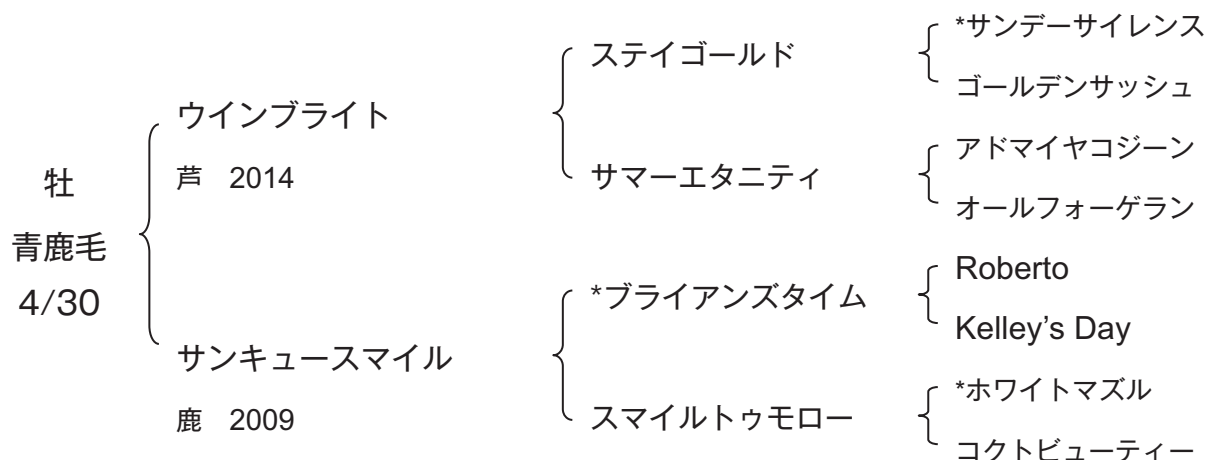 牡
青鹿毛
4/30
ウインブライト
芦 2014
サンキュースマイル
鹿 2009
ステイゴールド
サマーエタニティ
*ブライアンズタイム
スマイルトゥモロー
*サンデーサイレンス
ゴールデンサッシュ
アドマイヤコジーン
オールフォーゲラン
Roberto
Kelley's Day
*ホワイトマズル
コクトビューティー